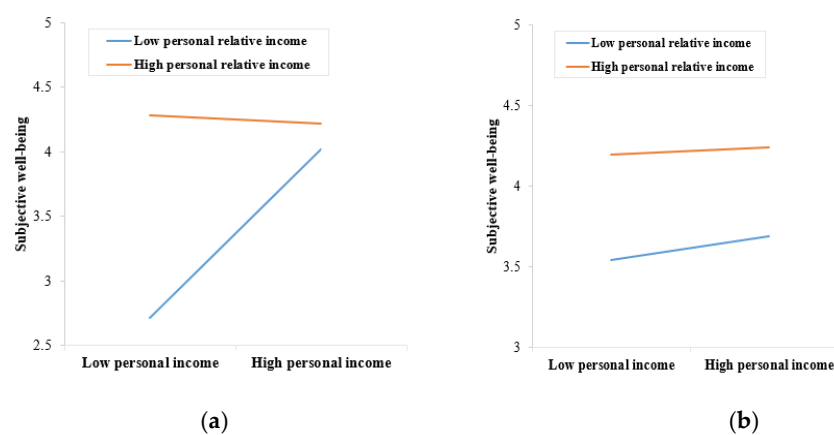 5
4.5
4
3.5
3
2.5
Subjective well-being
Low personal relative income
High personal relative income
Low personal income
High personal income
(a)
5
4.5
4
3.5
3
Subjective well-being
Low personal relative income
High personal relative income
Low personal income
High personal income
(b)